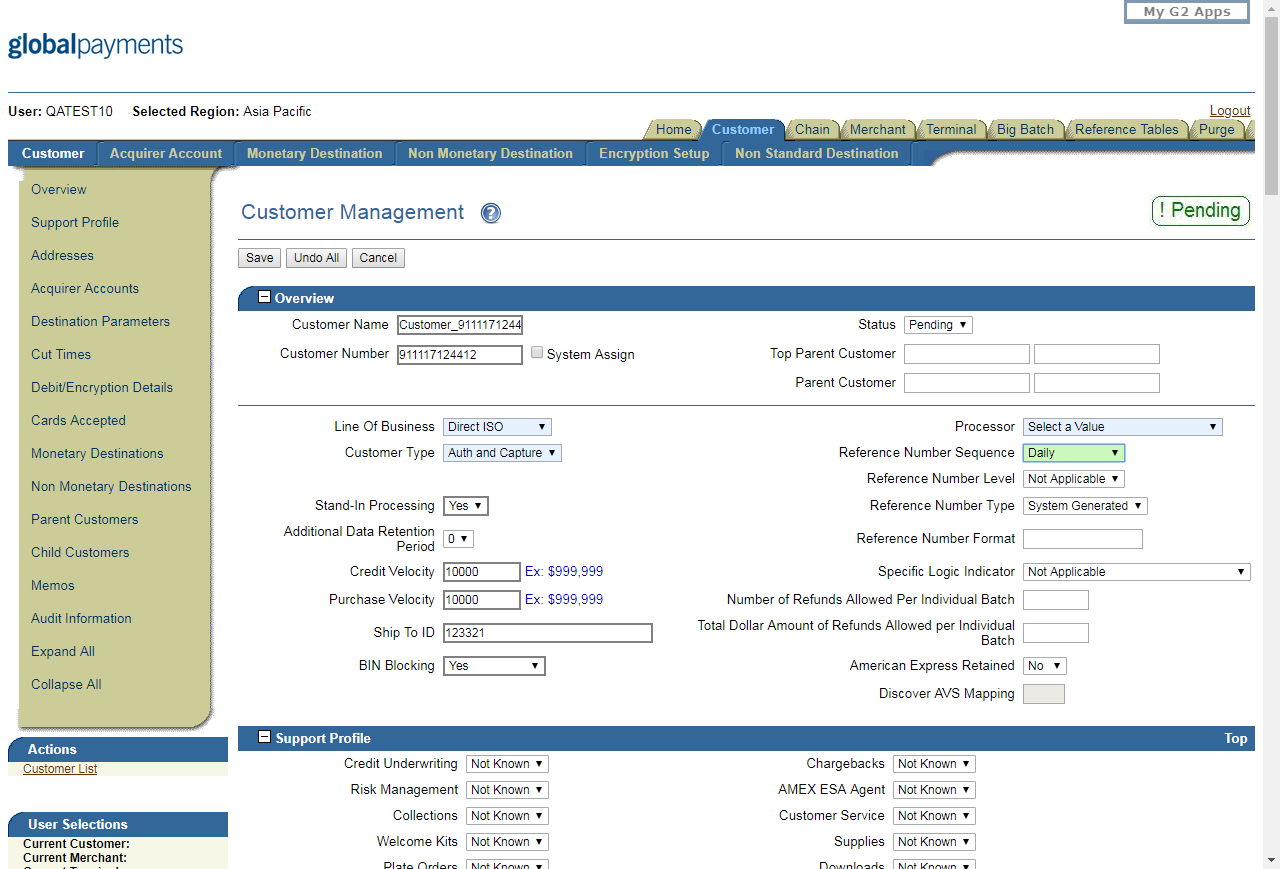 My G2 Apps
globalpayments
User: QATEST10 Selected Region: Asia Pacific
Logout
Home Customer Chain Merchant Terminal Big Batch Reference Tables Purge
Customer Acquirer Account Monetary Destination Non Monetary Destination Encryption Setup Non Standard Destination
Overview
Support Profile
Addresses
Acquirer Accounts
Destination Parameters
Cut Times
Debit/Encryption Details
Cards Accepted
Monetary Destinations
Non Monetary Destinations
Parent Customers
Child Customers
Memos
Audit Information
Expand All
Collapse All
Actions
Customer List
User Selections
Current Customer:
Current Merchant:
Customer Management ?
! Pending
Save Undo All Cancel
Overview
Customer Name Customer_9111171244 Status Pending
Customer Number 911117124412 System Assign Top Parent Customer
Parent Customer
Line Of Business Direct ISO Processor Select a Value
Customer Type Auth and Capture Reference Number Sequence Daily
Reference Number Level Not Applicable
Stand-In Processing Yes Reference Number Type System Generated
Additional Data Retention
Period 0 Reference Number Format
Credit Velocity 10000 Ex: $999,999 Specific Logic Indicator Not Applicable
Purchase Velocity 10000 Ex: $999,999 Number of Refunds Allowed Per Individual Batch
Ship To ID 123321 Total Dollar Amount of Refunds Allowed per Individual
Batch
BIN Blocking Yes American Express Retained No
Discover AVS Mapping
Support Profile Top
Credit Underwriting Not Known Chargebacks Not Known
Risk Management Not Known AMEX ESA Agent Not Known
Collections Not Known Customer Service Not Known
Welcome Kits Not Known Supplies Not Known
Plate Orders Not Known Downloads Not Known